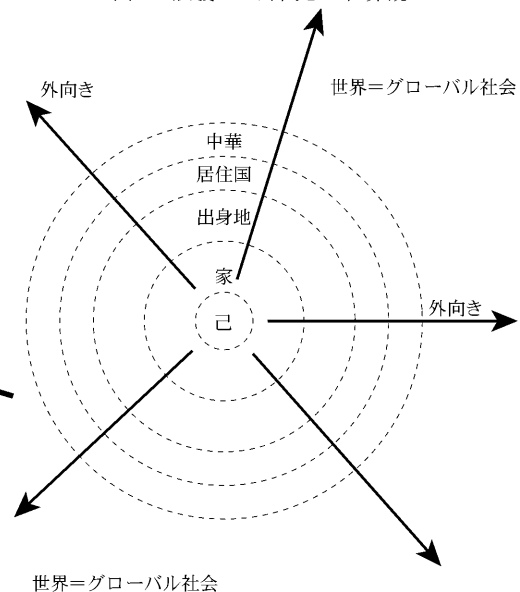 外向き
世界＝グローバル社会
中華
居住国
出身地
家
己
外向き
世界＝グローバル社会